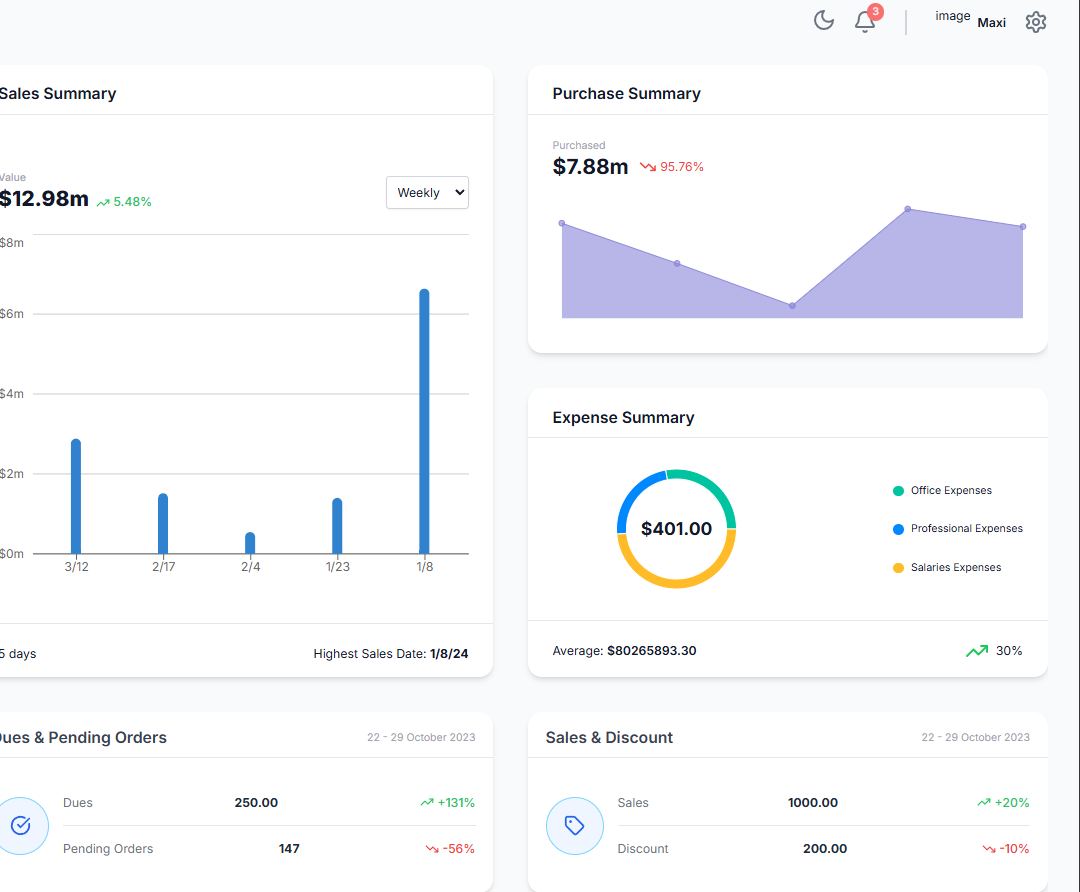 3
image
Maxi
Sales Summary
Value
$12.98m 5.48%
Weekly
$8m
$6m
$4m
$2m
$0m
3/12 2/17 2/4 1/23 1/8
5 days
Highest Sales Date: 1/8/24
Purchase Summary
Purchased
$7.88m 95.76%
Expense Summary
$401.00
Office Expenses
Professional Expenses
Salaries Expenses
Average: $80265893.30
30%
ues & Pending Orders
22 - 29 October 2023
Dues 250.00 +131%
Pending Orders 147 -56%
Sales & Discount
22 - 29 October 2023
Sales 1000.00 +20%
Discount 200.00 -10%